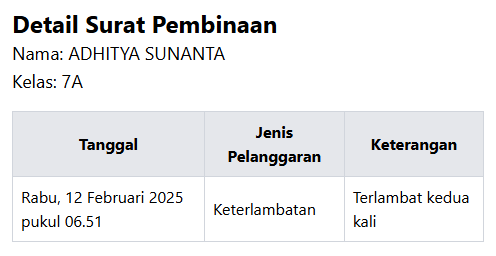 Detail Surat Pembinaan
Nama: ADHITYA SUNANTA
Kelas: 7A
Tanggal
Jenis
Pelanggaran
Keterangan
Rabu, 12 Februari 2025
pukul 06.51
Keterlambatan
Terlambat kedua
kali